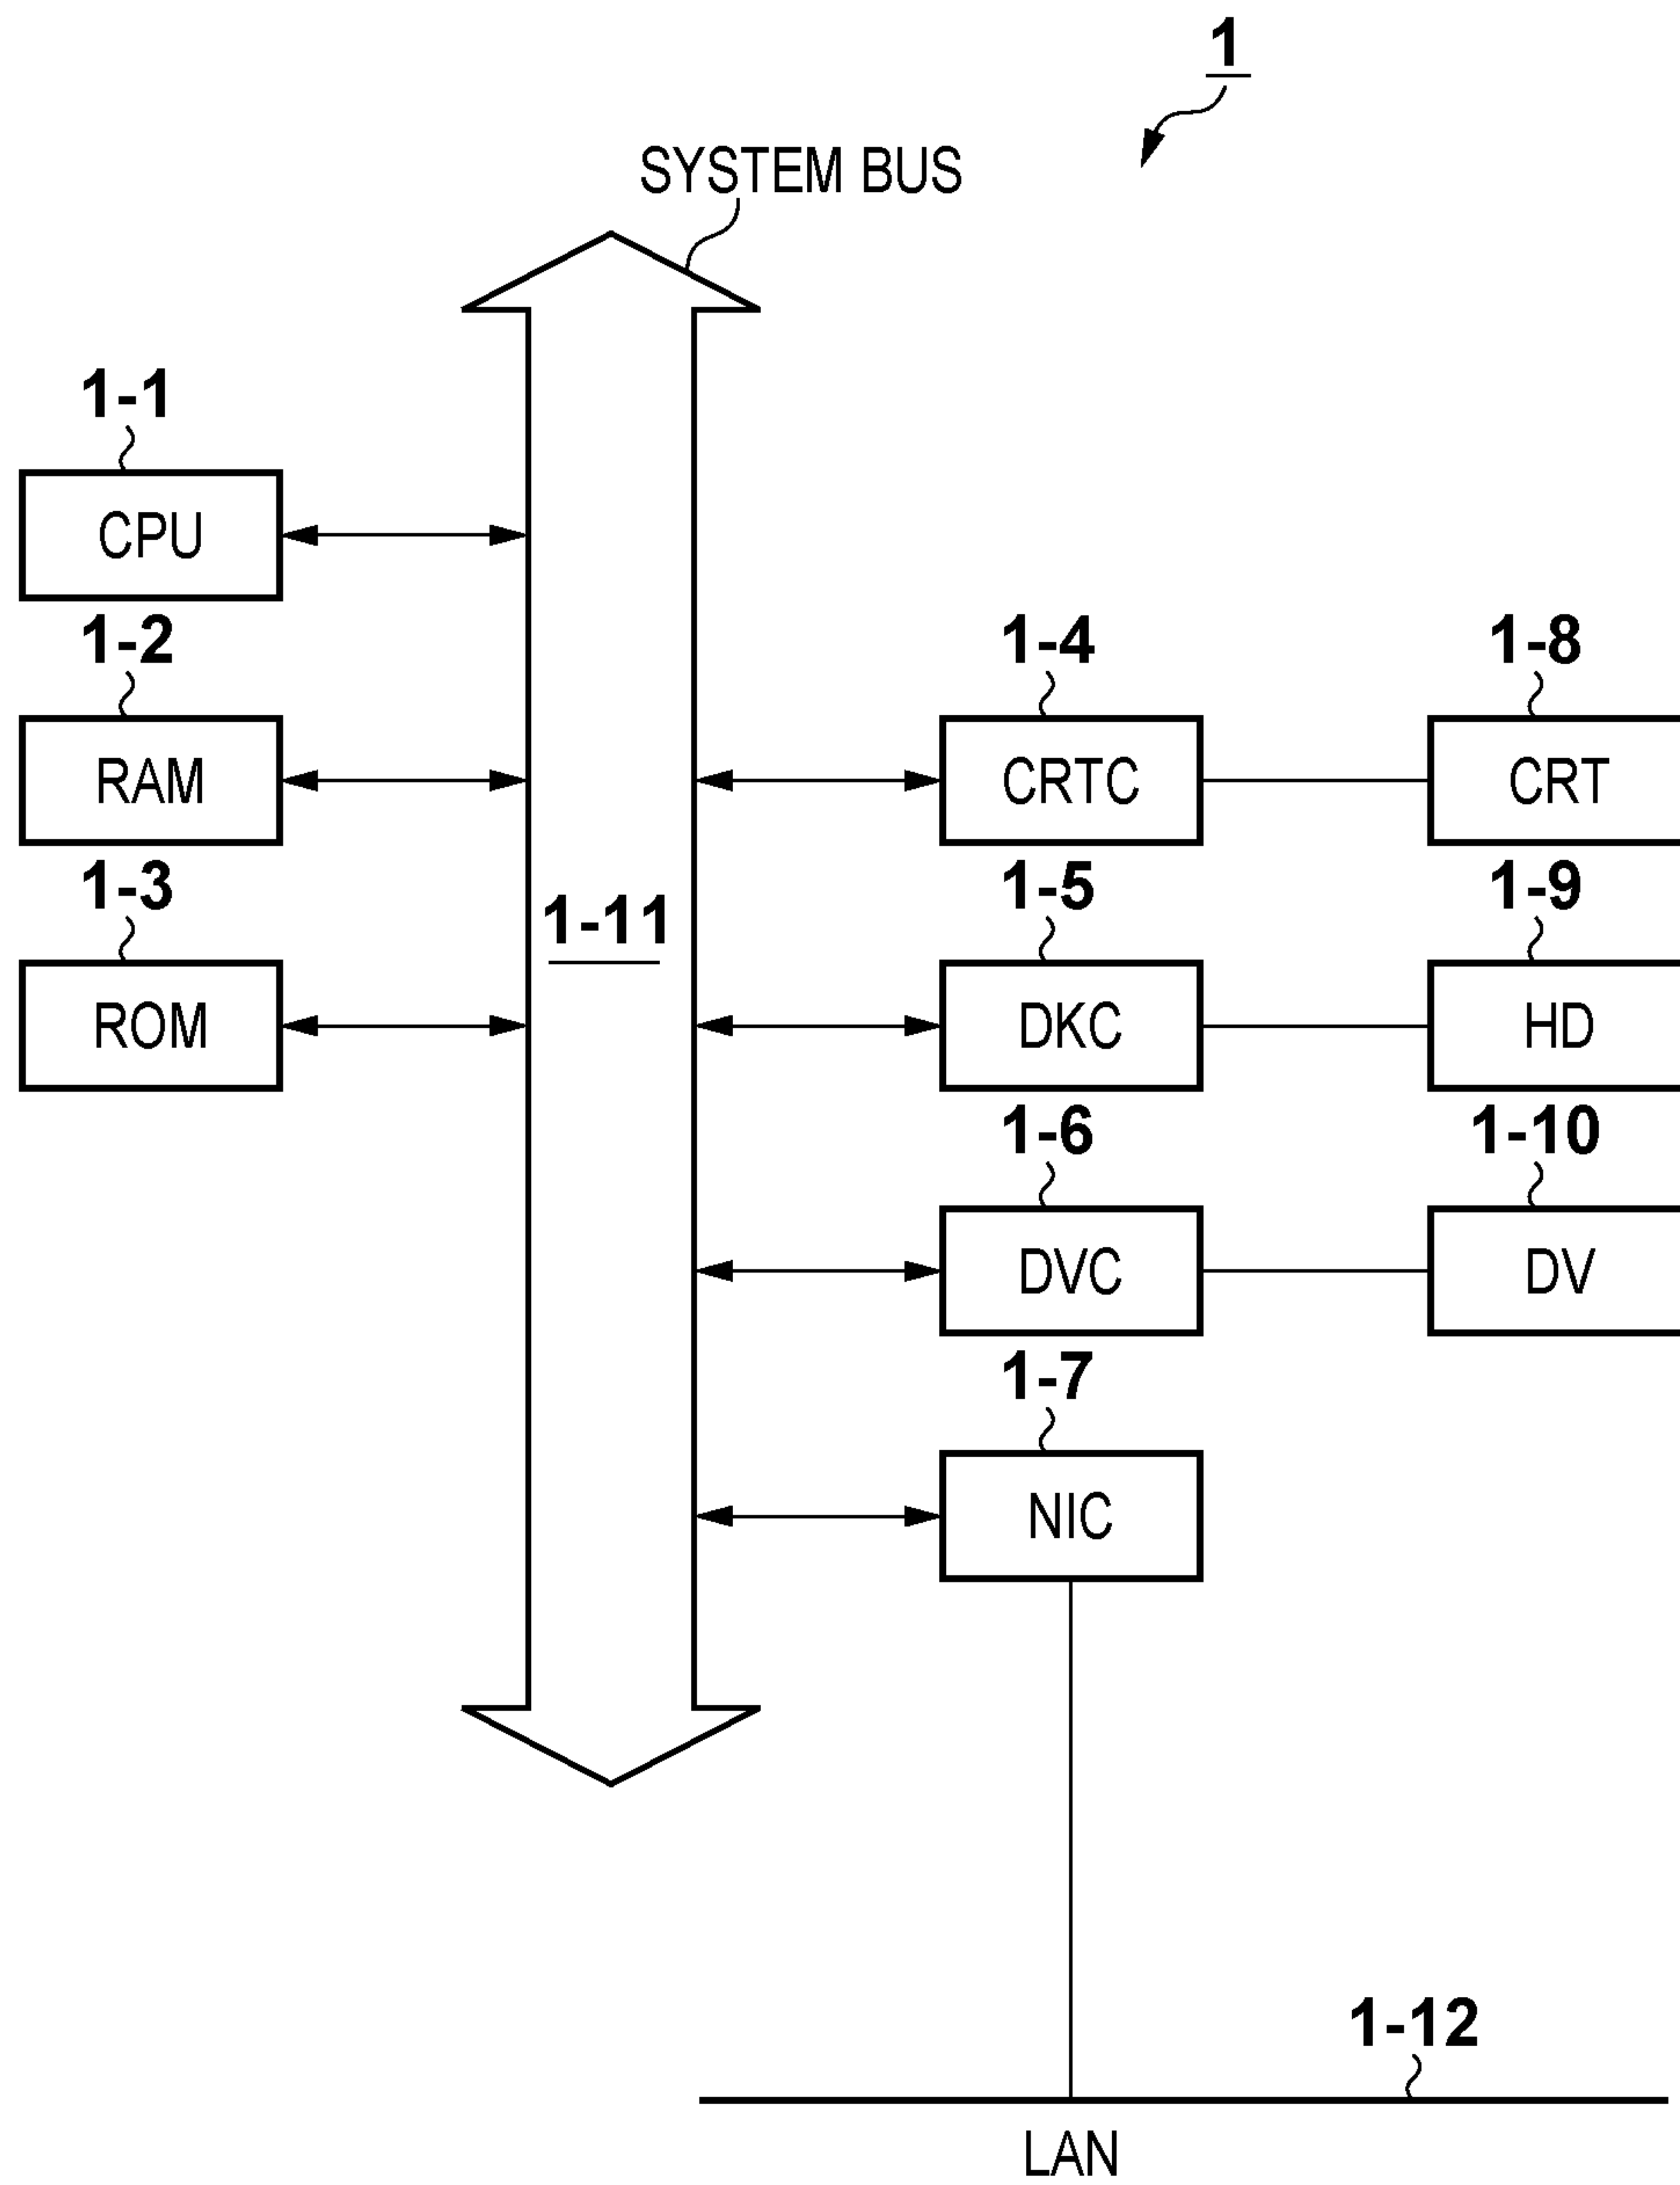 1
SYSTEM BUS
1-1
CPU
1-2
1-4
1-8
RAM
CRTC
CRT
1-3
1-5
1-9
1-11
ROM
DKC
HD
1-6
1-10
DVC
DV
1-7
NIC
1-12
LAN